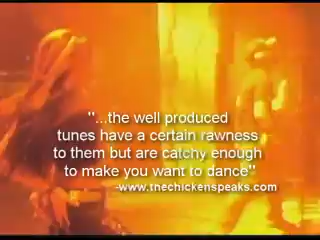 "...the well produced
tunes have a certain rawness
to them but are catchy enough
to make you want to dance"
-www.thechickenspeaks.com